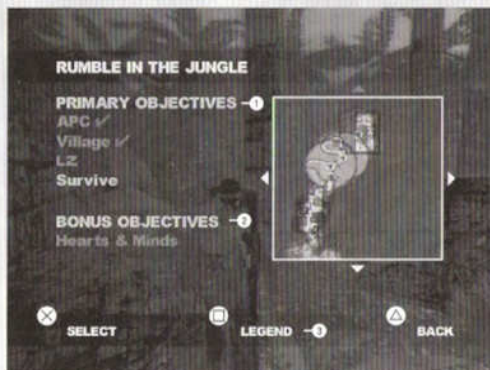 RUMBLE IN THE JUNGLE
PRIMARY OBJECTIVES 1
APC ✓
Village ✓
LZ
Survive
BONUS OBJECTIVES 2
Hearts & Minds
SELECT
LEGEND 3
BACK